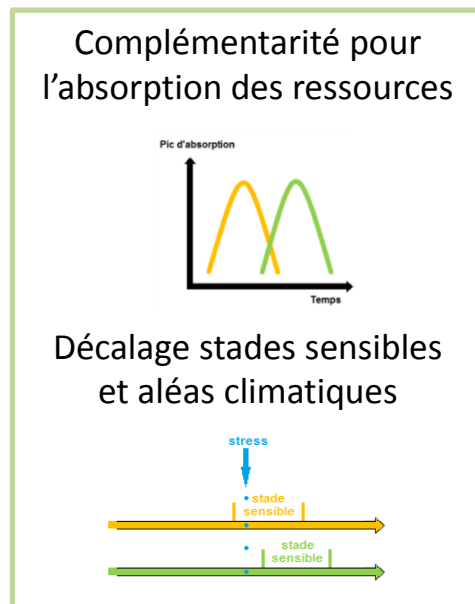 Complémentarité pour
l'absorption des ressources
Pic d'absorption
Temps
Décalage stades sensibles
et aléas climatiques
stress
stade
sensible
stade
sensible